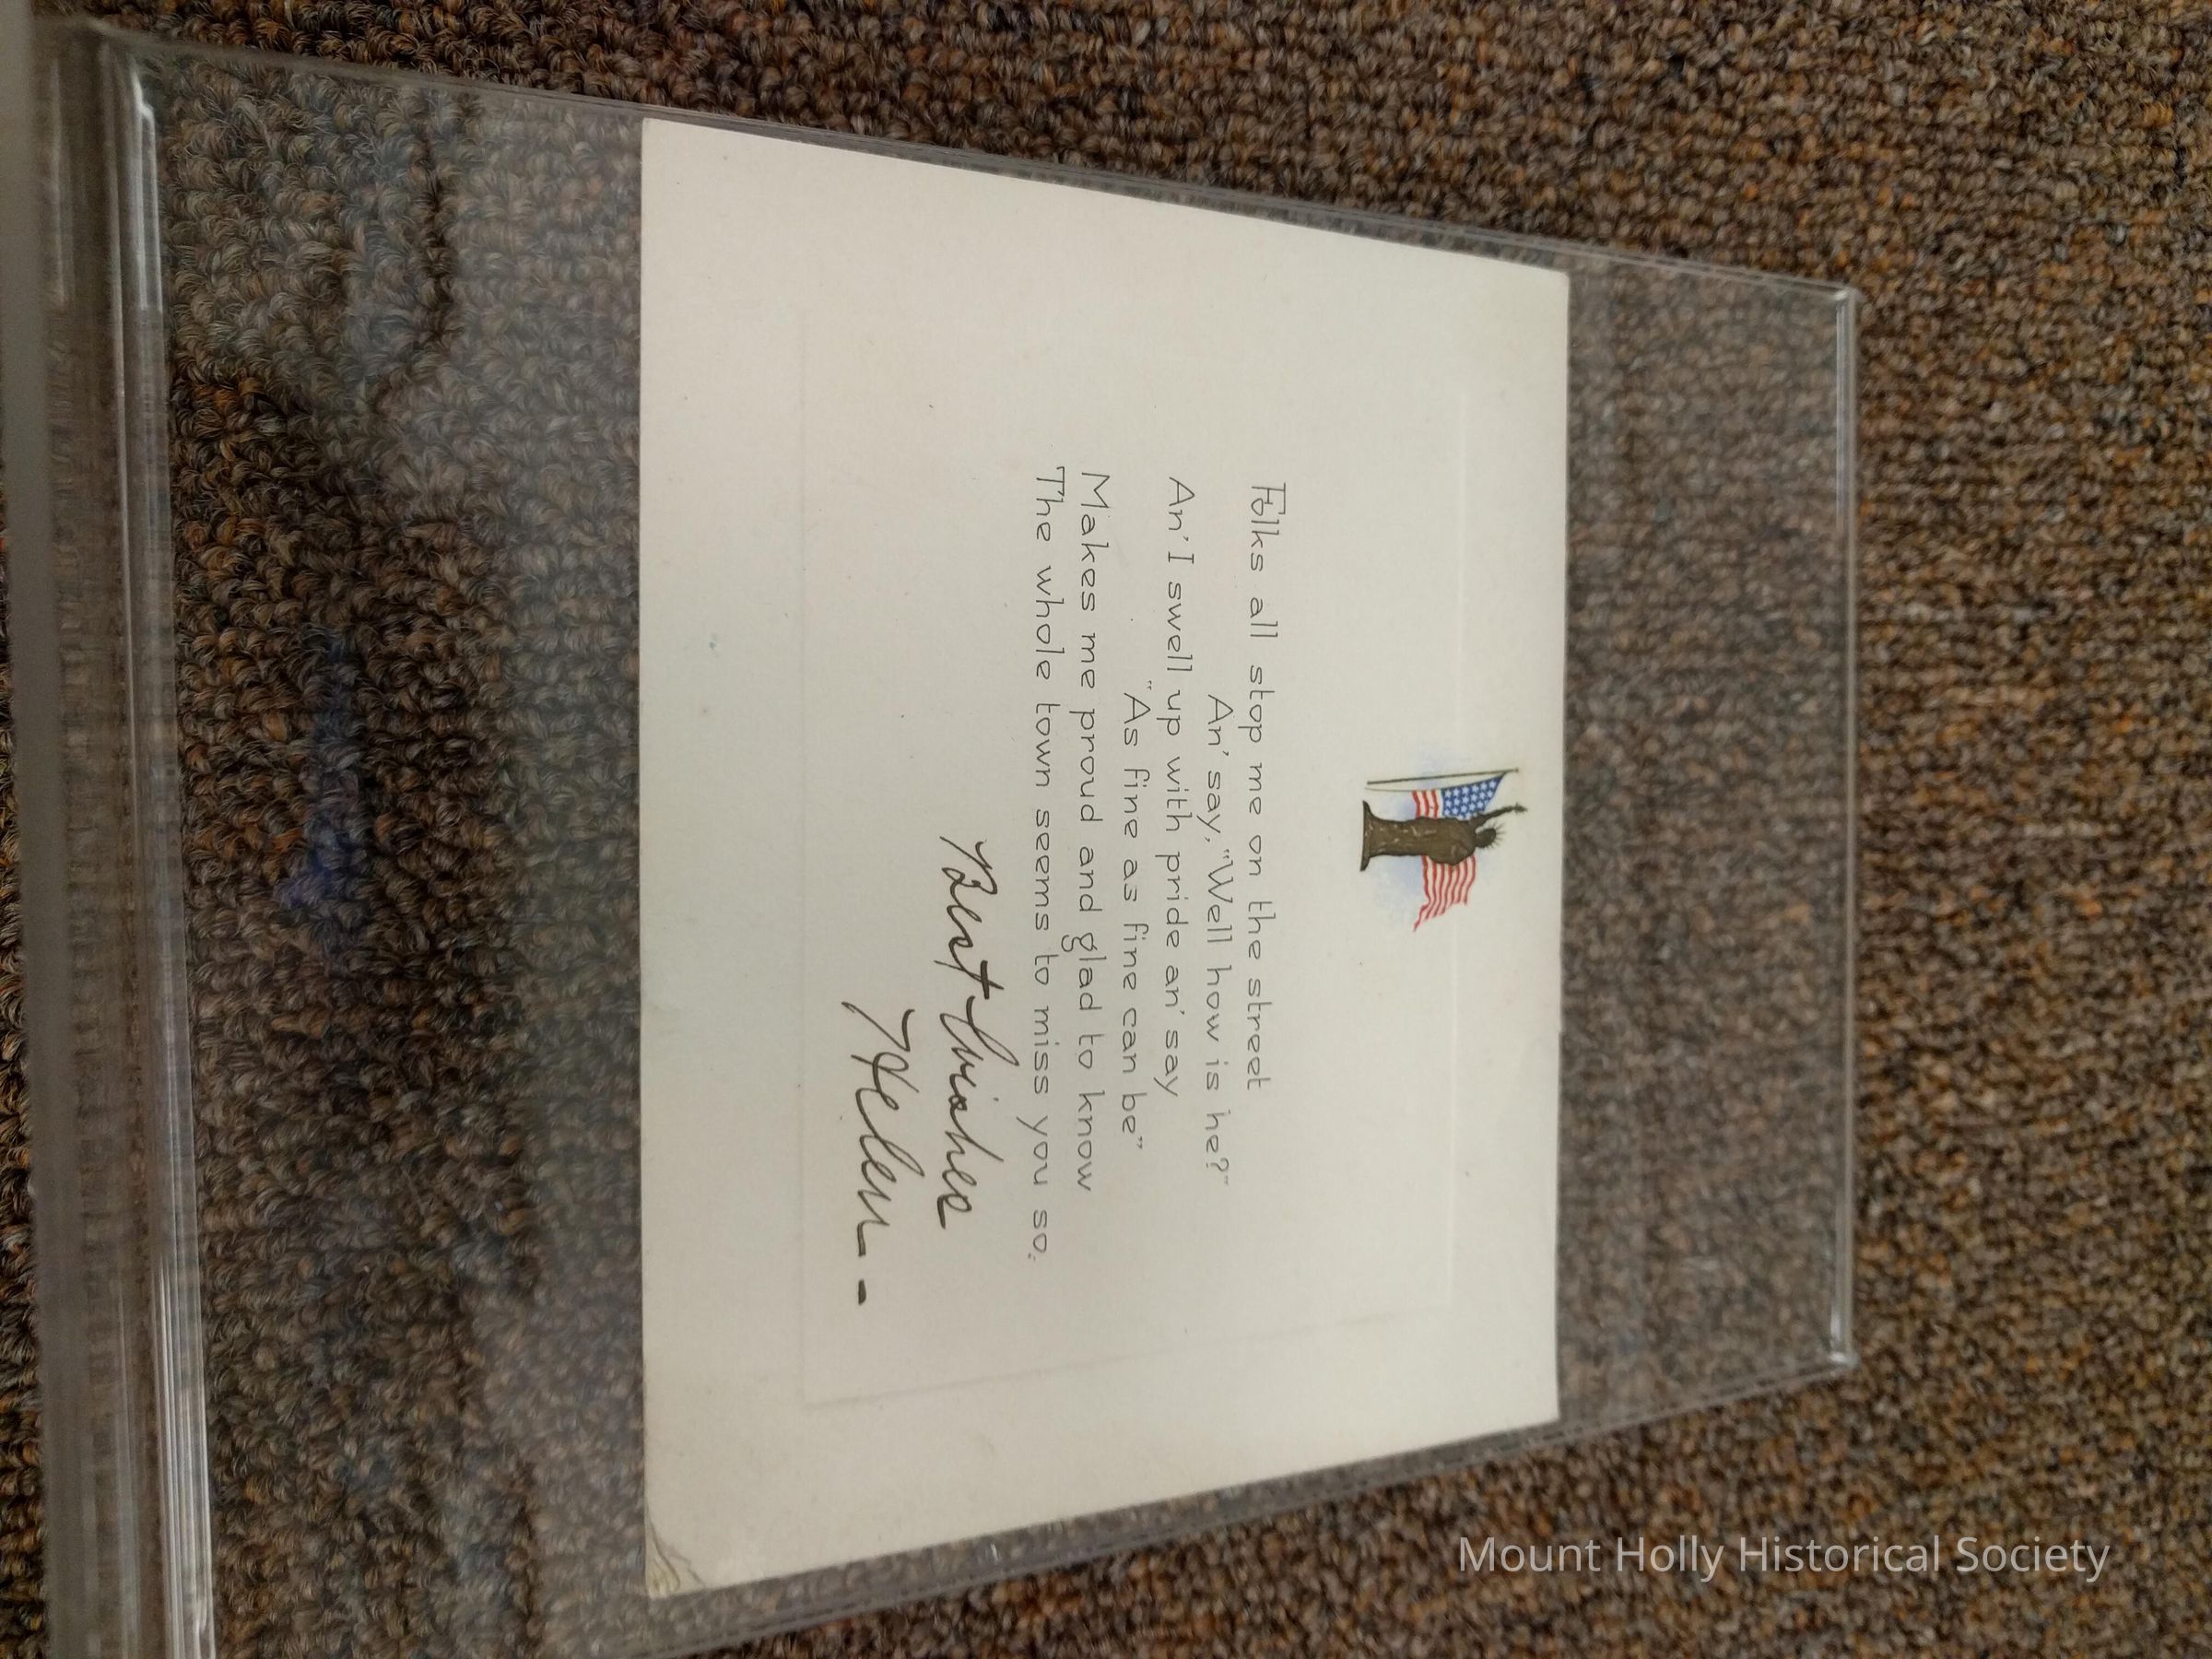 Folks all stop me on the street
An' say, "Well how is he?"
An' I swell up with pride an' say
"As fine as fine can be"
Makes me proud and glad to know
The whole town seems to miss you so.
Best Wishes
Helen -
Mount Holly Historical Society